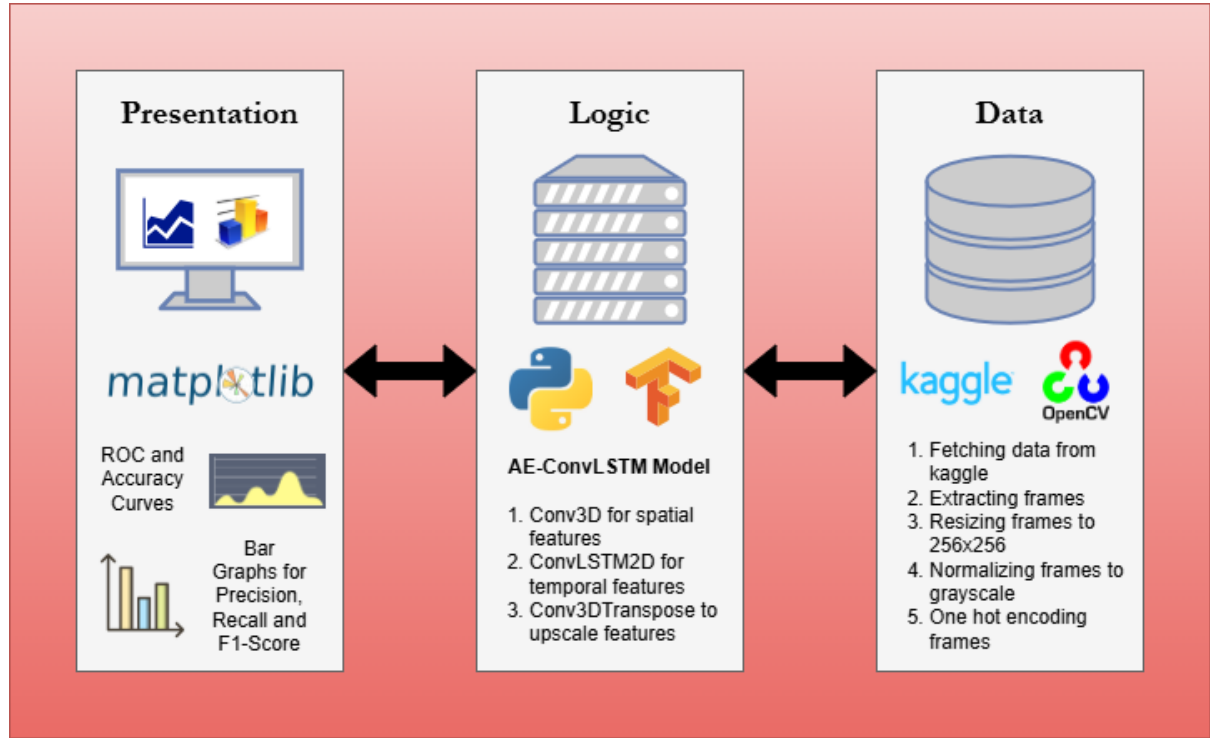 Presentation
matplotlib
ROC and
Accuracy
Curves
Bar
Graphs for
Precision,
Recall and
F1-Score
Logic
AE-ConvLSTM Model
1. Conv3D for spatial
features
2. ConvLSTM2D for
temporal features
3. Conv3DTranspose to
upscale features
Data
kaggle
OpenCV
1. Fetching data from
kaggle
2. Extracting frames
3. Resizing frames to
256x256
4. Normalizing frames to
grayscale
5. One hot encoding
frames